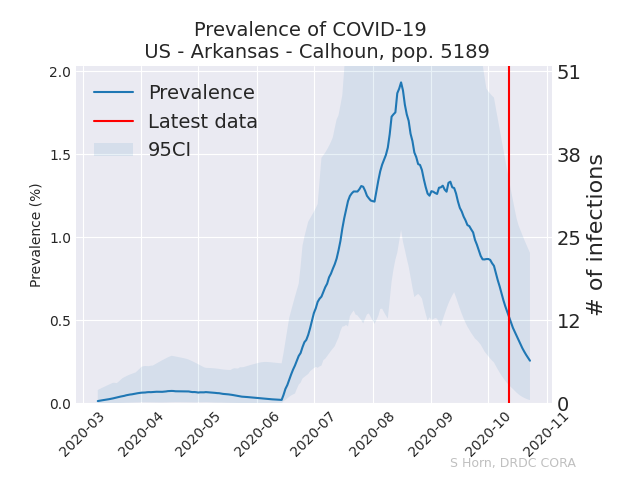 Prevalence of COVID-19
US - Arkansas - Calhoun, pop. 5189
Prevalence
Latest data
95CI
2.0
1.5
1.0
0.5
0.0
Prevalence (%)
51
38
25
12
0
# of infections
2020-03
2020-04
2020-05
2020-06
2020-07
2020-08
2020-09
2020-10
2020-11
S Horn, DRDC CORA